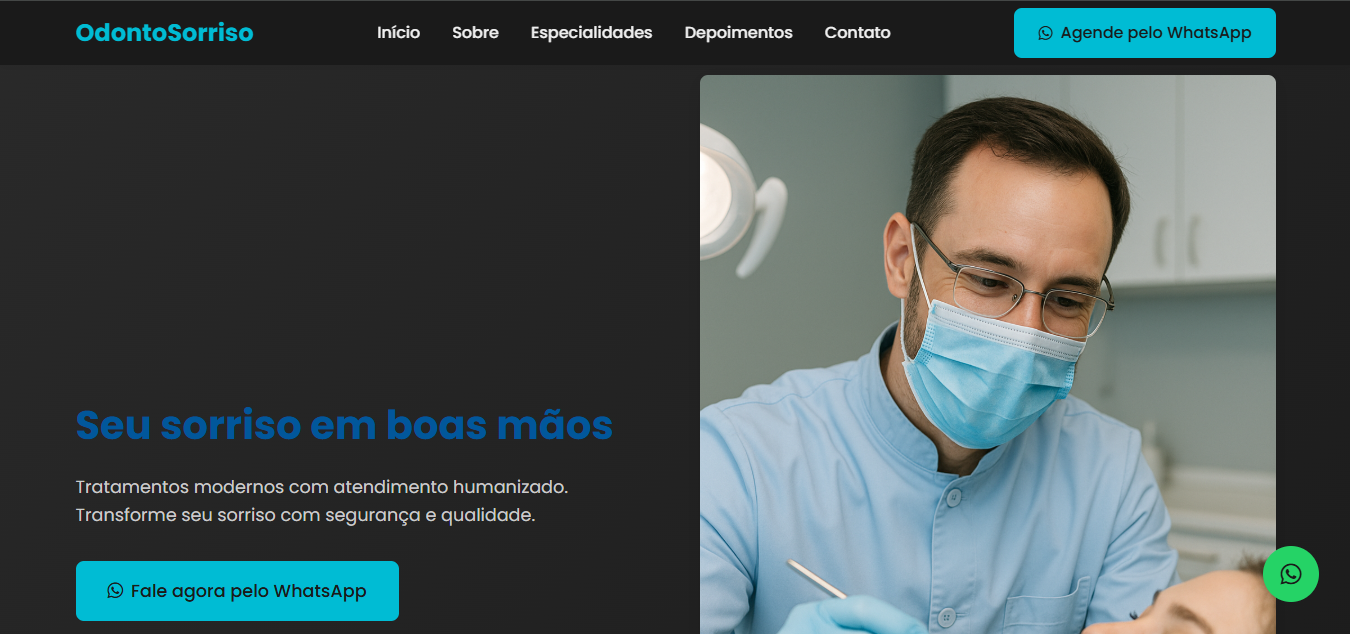 OdontoSorriso
Início
Sobre
Especialidades
Depoimentos
Contato
Agende pelo WhatsApp
Seu sorriso em boas mãos
Tratamentos modernos com atendimento humanizado.
Transforme seu sorriso com segurança e qualidade.
Fale agora pelo WhatsApp